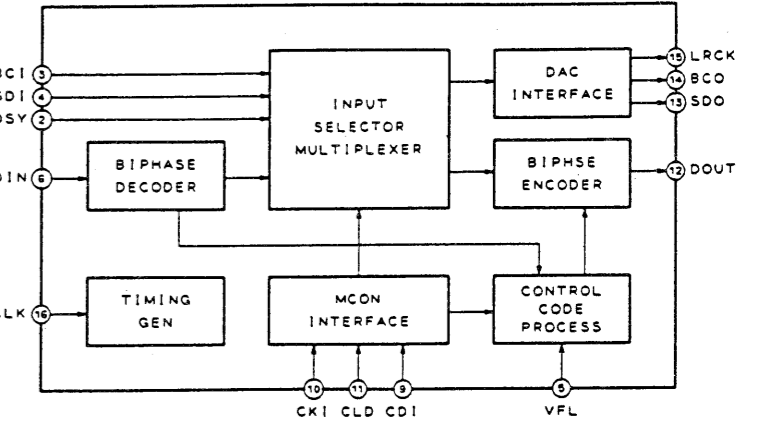 BCI 3
SDI 4
DSY 2
DIN 6
CLK 16
BIPHASE
DECODER
TIMING
GEN
INPUT
SELECTOR
MULTIPLEXER
MCON
INTERFACE
DAC
INTERFACE
BIPHSE
ENCODER
CONTROL
CODE
PROCESS
15 LRCK
14 BCO
13 SDO
12 DOUT
10 11 9 5
CKI CLD CDI VFL